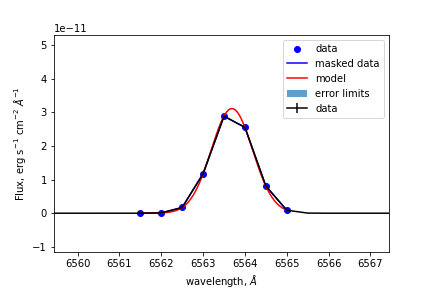 1e−11
5
4
3
2
1
0
−1
Flux, erg s⁻¹ cm⁻² Å⁻¹
data
masked data
model
error limits
data
6560 6561 6562 6563 6564 6565 6566 6567
wavelength, Å